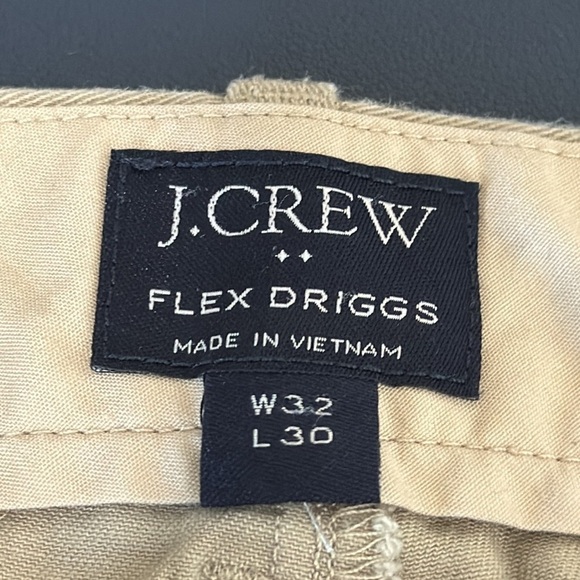 J.CREW
FLEX DRIGGS
MADE IN VIETNAM
W32
L30